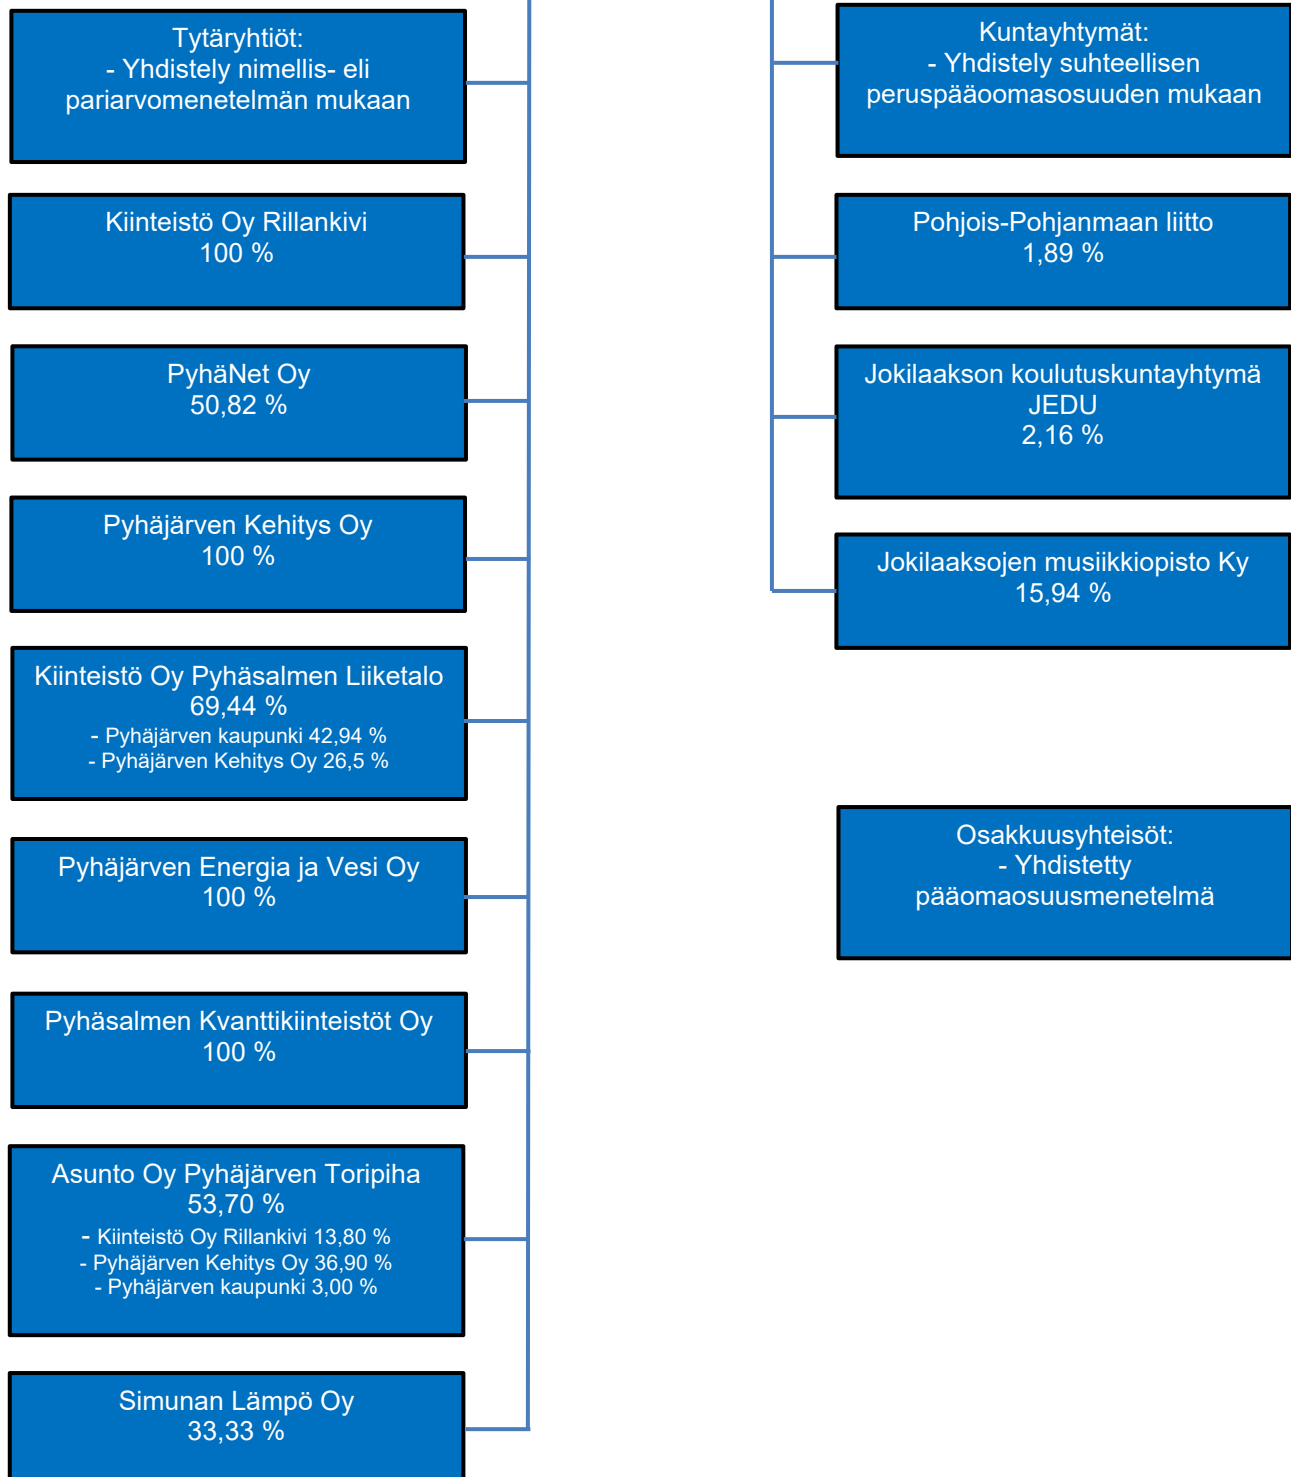 Tytäryhtiöt:
- Yhdistely nimellis- eli
pariarvomenetelmän mukaan
Kiinteistö Oy Rillankivi
100 %
PyhäNet Oy
50,82 %
Pyhäjärven Kehitys Oy
100 %
Kiinteistö Oy Pyhäsalmen Liiketalo
69,44 %
- Pyhäjärven kaupunki 42,94 %
- Pyhäjärven Kehitys Oy 26,5 %
Pyhäjärven Energia ja Vesi Oy
100 %
Pyhäsalmen Kvanttikiinteistöt Oy
100 %
Asunto Oy Pyhäjärven Toripiha
53,70 %
- Kiinteistö Oy Rillankivi 13,80 %
- Pyhäjärven Kehitys Oy 36,90 %
- Pyhäjärven kaupunki 3,00 %
Simunan Lämpö Oy
33,33 %
Kuntayhtymät:
- Yhdistely suhteellisen
peruspääoomasosuuden mukaan
Pohjois-Pohjanmaan liitto
1,89 %
Jokilaakson koulutuskuntayhtymä
JEDU
2,16 %
Jokilaaksojen musiikkiopisto Ky
15,94 %
Osakkuusyhteisöt:
- Yhdistetty
pääomaosuusmenetelmä